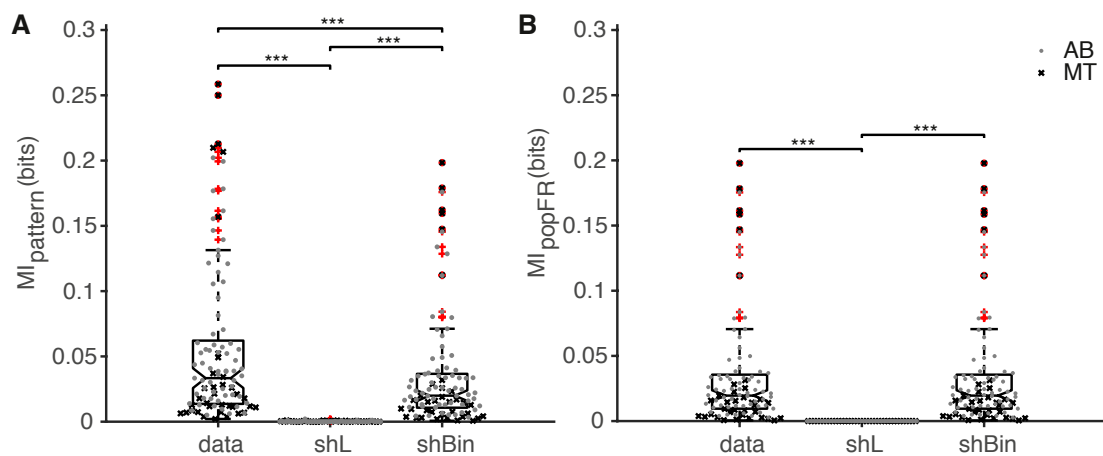 A
MI pattern (bits)
0.3
0.25
0.2
0.15
0.1
0.05
0
***
***
***
data
shL
shBin
B
MI popFR (bits)
0.3
0.25
0.2
0.15
0.1
0.05
0
***
***
AB
MT
data
shL
shBin